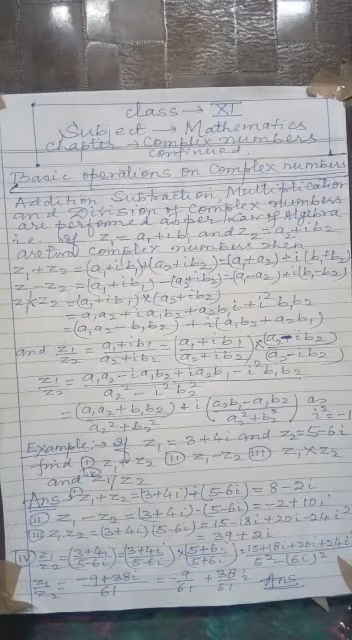 class → XI
Subject → Mathematics
chapter → Complex numbers
continued
Basic operations on Complex numbers
Addition, Subtraction, Multiplication
and Division of Complex numbers
are performed as per Law of Algebra
i.e. If z₁ = a₁+ib₁ and z₂ = a₂+ib₂
are two complex numbers then
z₁+z₂ = (a₁+ib₁)+(a₂+ib₂) = (a₁+a₂)+i(b₁+b₂)
z₁-z₂ = (a₁+ib₁)-(a₂+ib₂) = (a₁-a₂)+i(b₁-b₂)
z₁×z₂ = (a₁+ib₁)×(a₂+ib₂)
= a₁a₂+ia₁b₂+a₂b₁i+i²b₁b₂
= (a₁a₂-b₁b₂)+i(a₁b₂+a₂b₁)
and z₁/z₂ = (a₁+ib₁)/(a₂+ib₂) = (a₁+ib₁)/(a₂+ib₂) × (a₂-ib₂)/(a₂-ib₂)
z₁/z₂ = (a₁a₂-ia₁b₂+ia₂b₁-i²b₁b₂)/(a₂²-i²b₂²)
= (a₁a₂+b₁b₂)/(a₂²+b₂²) + i(a₂b₁-a₁b₂)/(a₂²+b₂²) as i²=-1
Example:→ If z₁ = 3+4i and z₂=5-6i
find (i) z₁+z₂ (ii) z₁-z₂ (iii) z₁×z₂
and z₁/z₂
Ans (i) z₁+z₂ = (3+4i)+(5-6i) = 8-2i
(ii) z₁-z₂ = (3+4i)-(5-6i) = -2+10i
(iii) z₁z₂ = (3+4i)(5-6i) = 15-18i+20i-24i²
= 39+2i
(iv) z₁/z₂ = (3+4i)/(5-6i) = (3+4i)/(5-6i) × (5+6i)/(5+6i) = (15+18i+20i+24i²)/(5²-(6i)²)
z₁/z₂ = (-9+38i)/61 = -9/61 + 38/61 i Ans